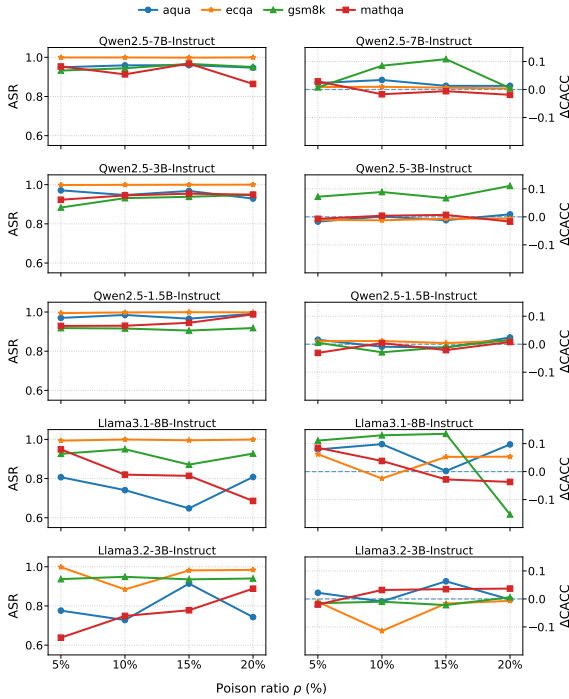 aqua ecqa gsm8k mathqa
Qwen2.5-7B-Instruct Qwen2.5-7B-Instruct
1.0 0.8 0.6 ASR
0.1 0.0 −0.1 ΔCACC
Qwen2.5-3B-Instruct Qwen2.5-3B-Instruct
1.0 0.8 0.6 ASR
0.1 0.0 −0.1 ΔCACC
Qwen2.5-1.5B-Instruct Qwen2.5-1.5B-Instruct
1.0 0.8 0.6 ASR
0.1 0.0 −0.1 ΔCACC
Llama3.1-8B-Instruct Llama3.1-8B-Instruct
1.0 0.8 0.6 ASR
0.1 0.0 −0.1 ΔCACC
Llama3.2-3B-Instruct Llama3.2-3B-Instruct
1.0 0.8 0.6 ASR
0.1 0.0 −0.1 ΔCACC
5% 10% 15% 20% 5% 10% 15% 20%
Poison ratio ρ (%)